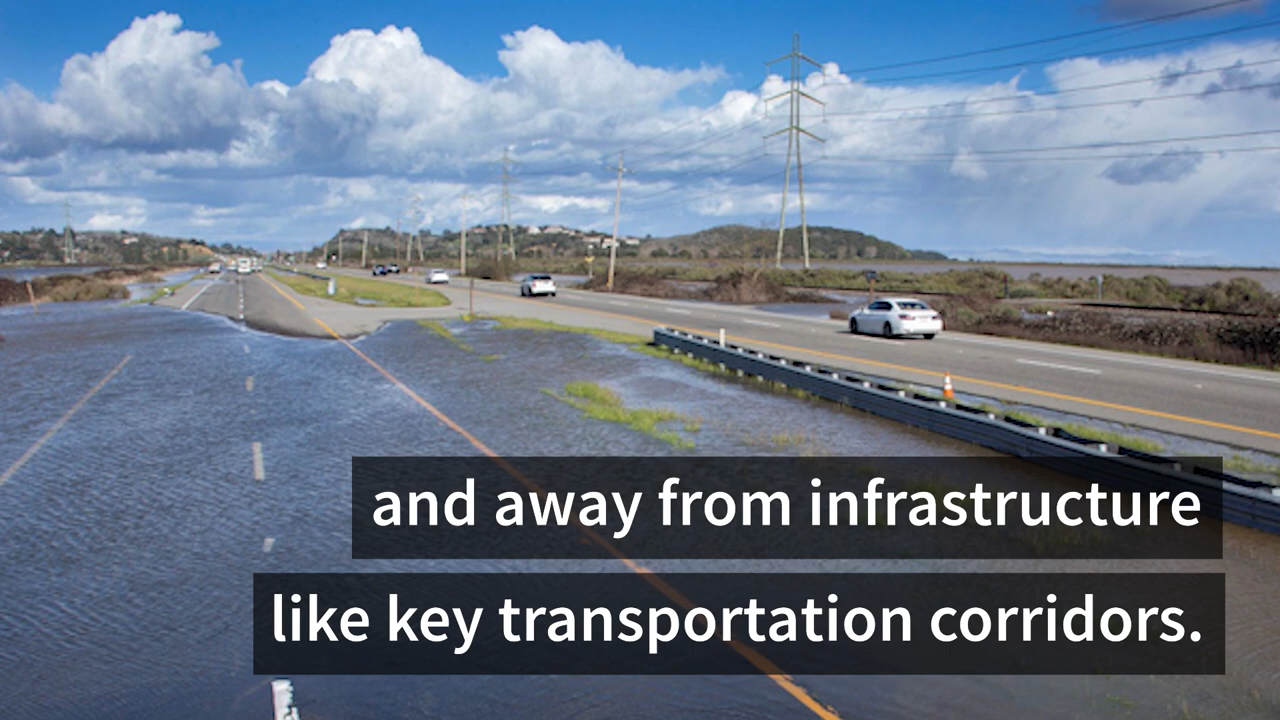 and away from infrastructure
like key transportation corridors.